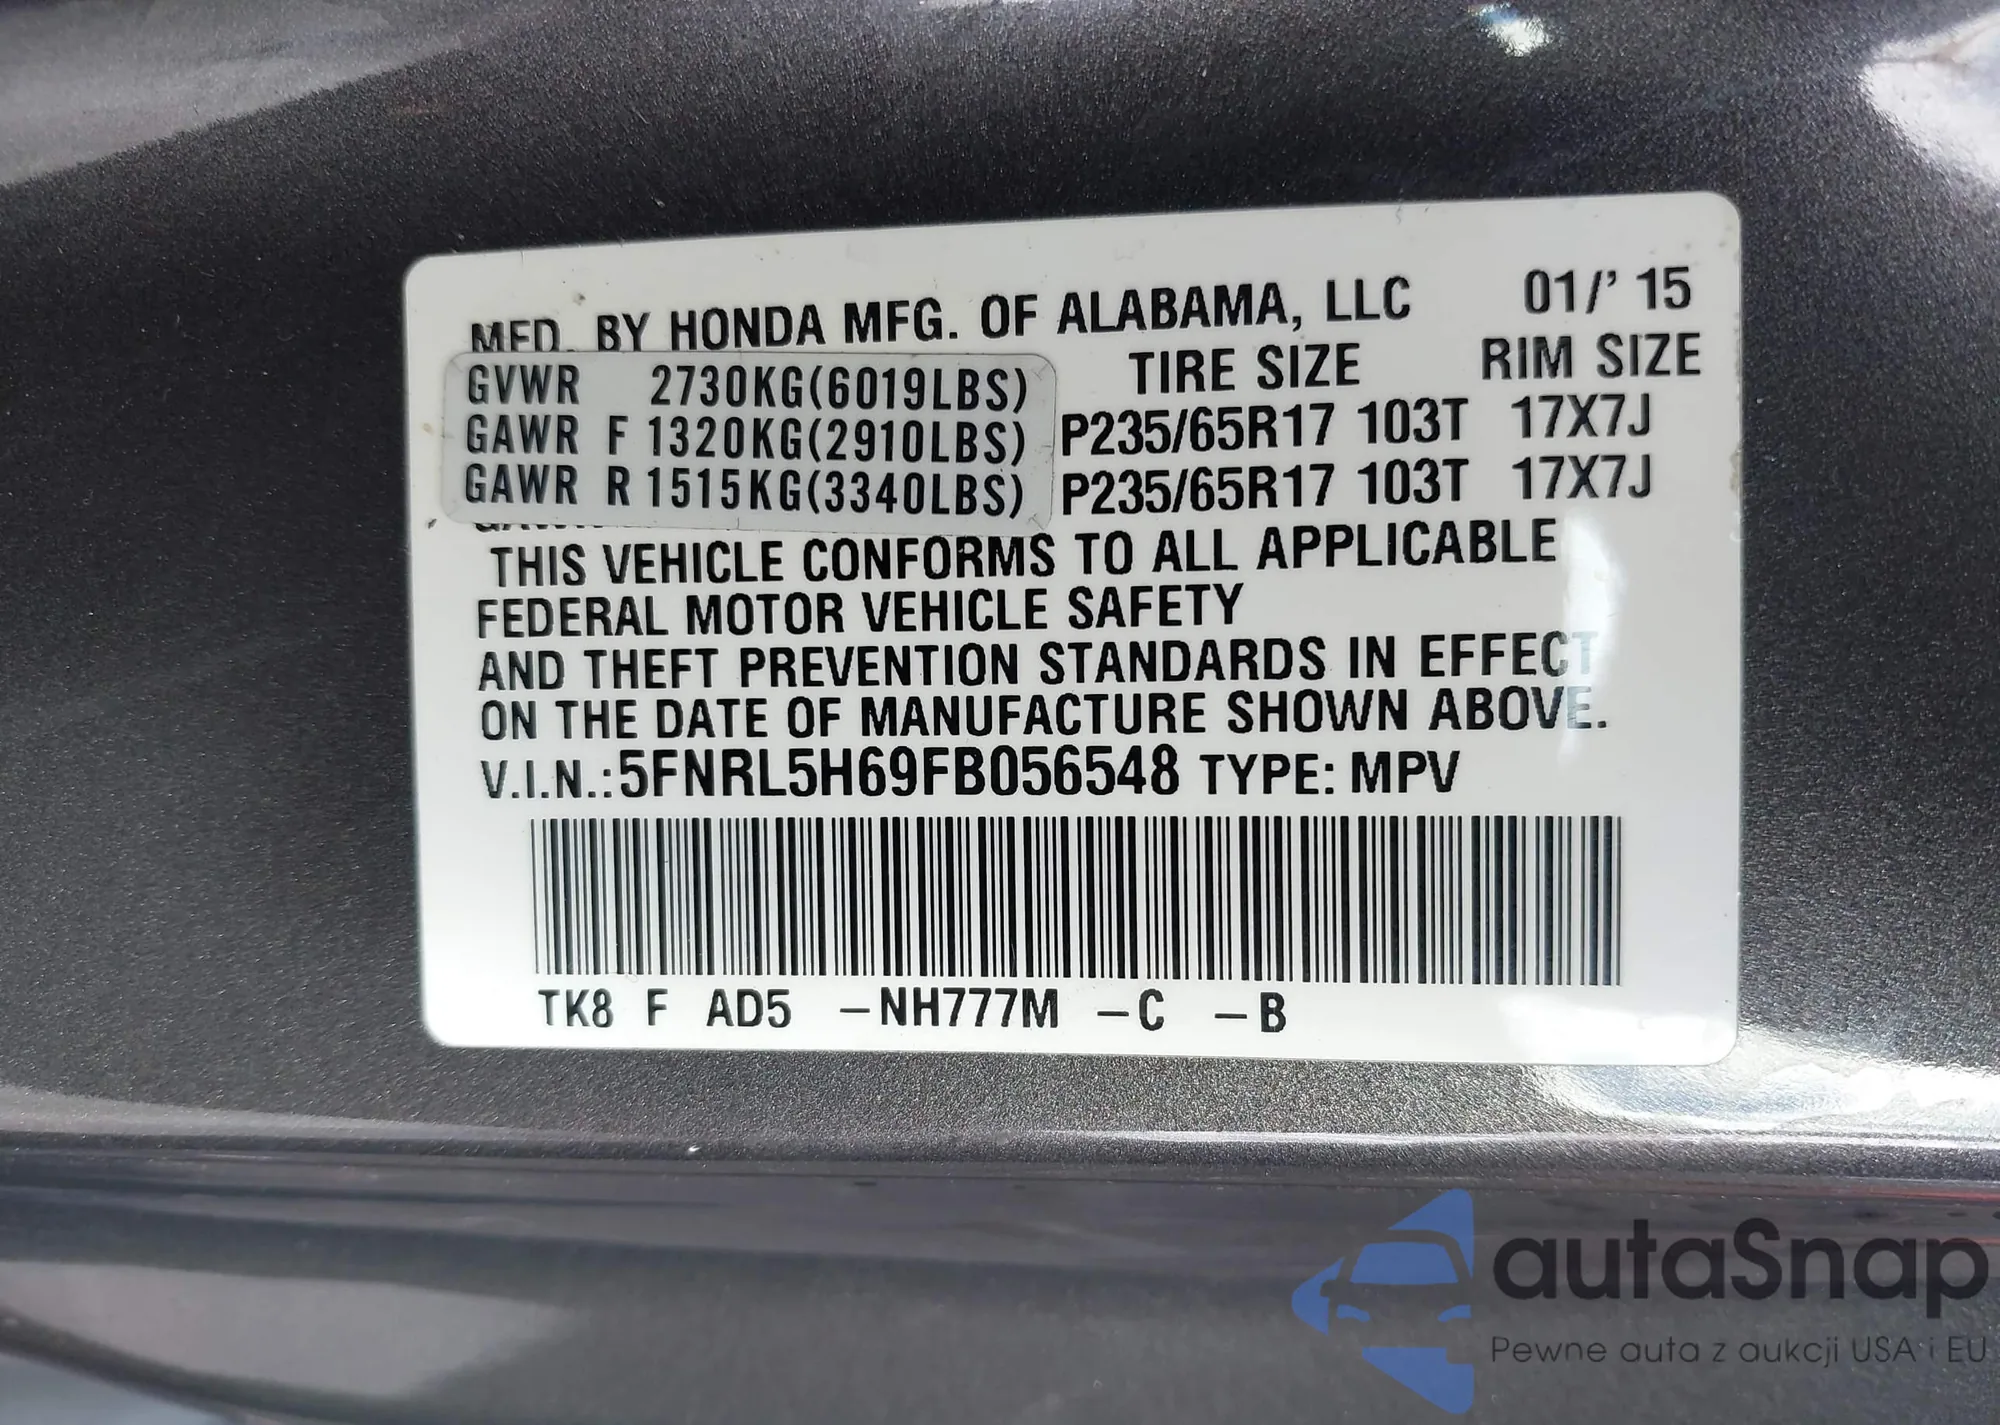 MFD. BY HONDA MFG. OF ALABAMA, LLC 01/' 15
TIRE SIZE RIM SIZE
GVWR 2730KG(6019LBS)
GAWR F 1320KG(2910LBS) P235/65R17 103T 17X7J
GAWR R 1515KG(3340LBS) P235/65R17 103T 17X7J
THIS VEHICLE CONFORMS TO ALL APPLICABLE
FEDERAL MOTOR VEHICLE SAFETY
AND THEFT PREVENTION STANDARDS IN EFFECT
ON THE DATE OF MANUFACTURE SHOWN ABOVE.
V.I.N.:5FNRL5H69FB056548 TYPE: MPV
TK8 F AD5 -NH777M -C -B
autaSnap
Pewne auta z aukcji USA i EU